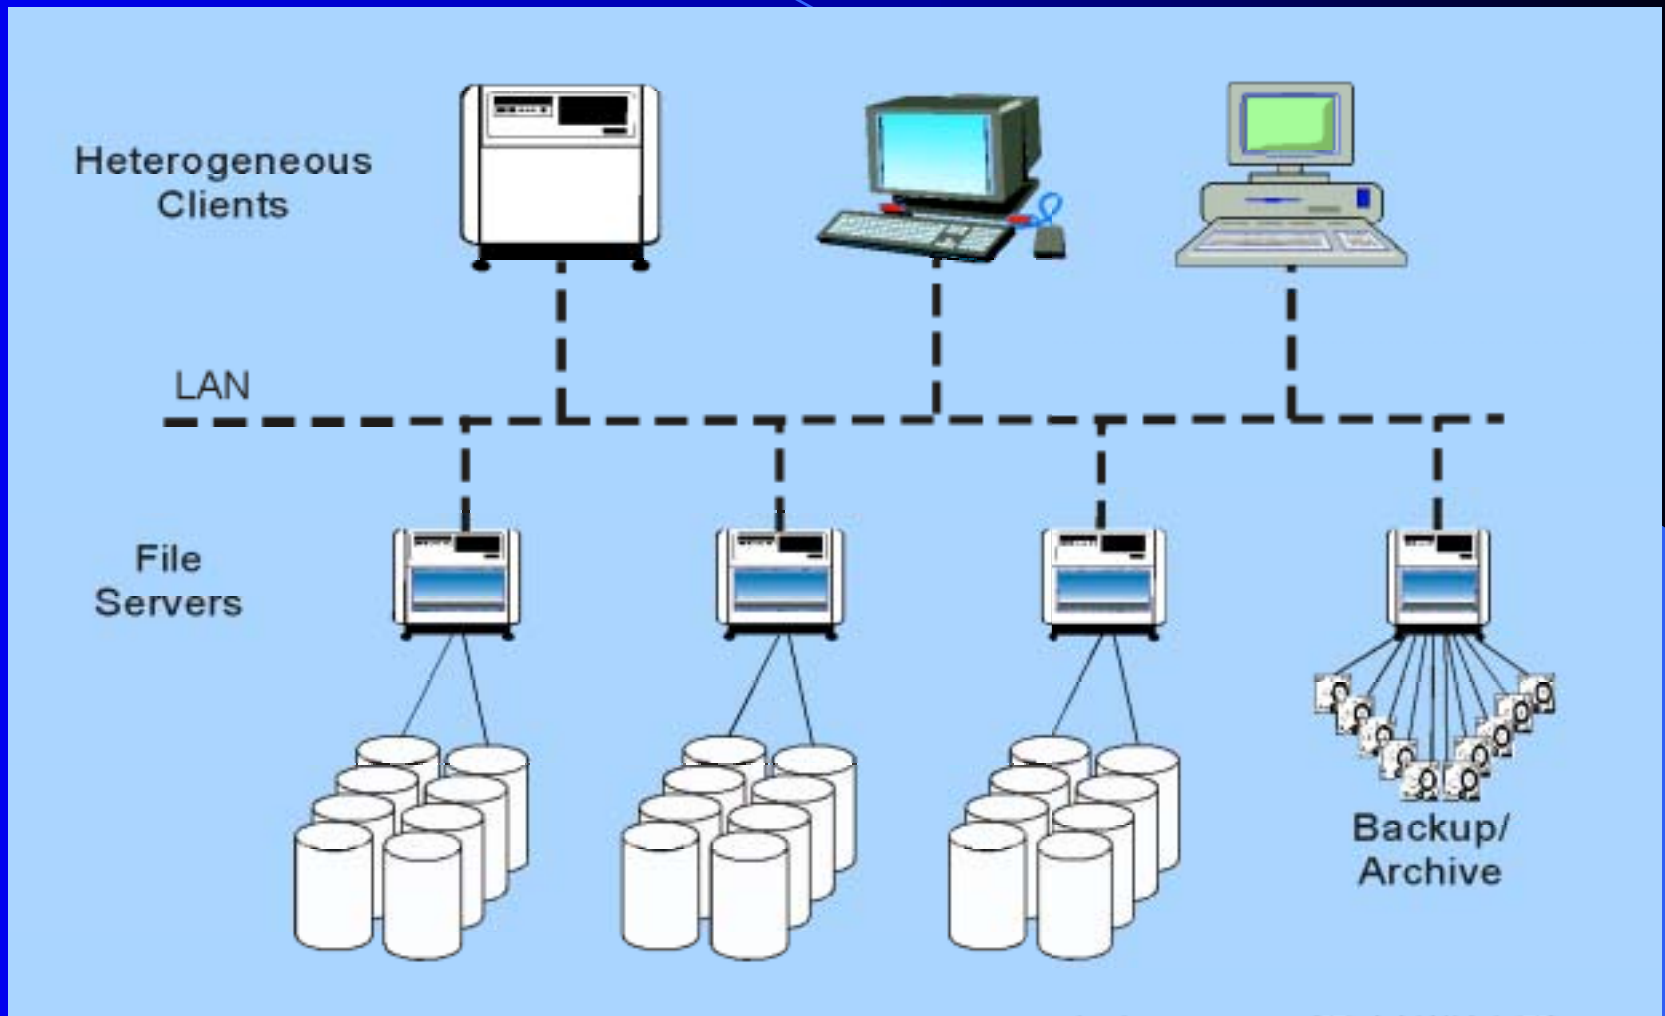 Heterogeneous
Clients
LAN
File
Servers
Backup/
Archive